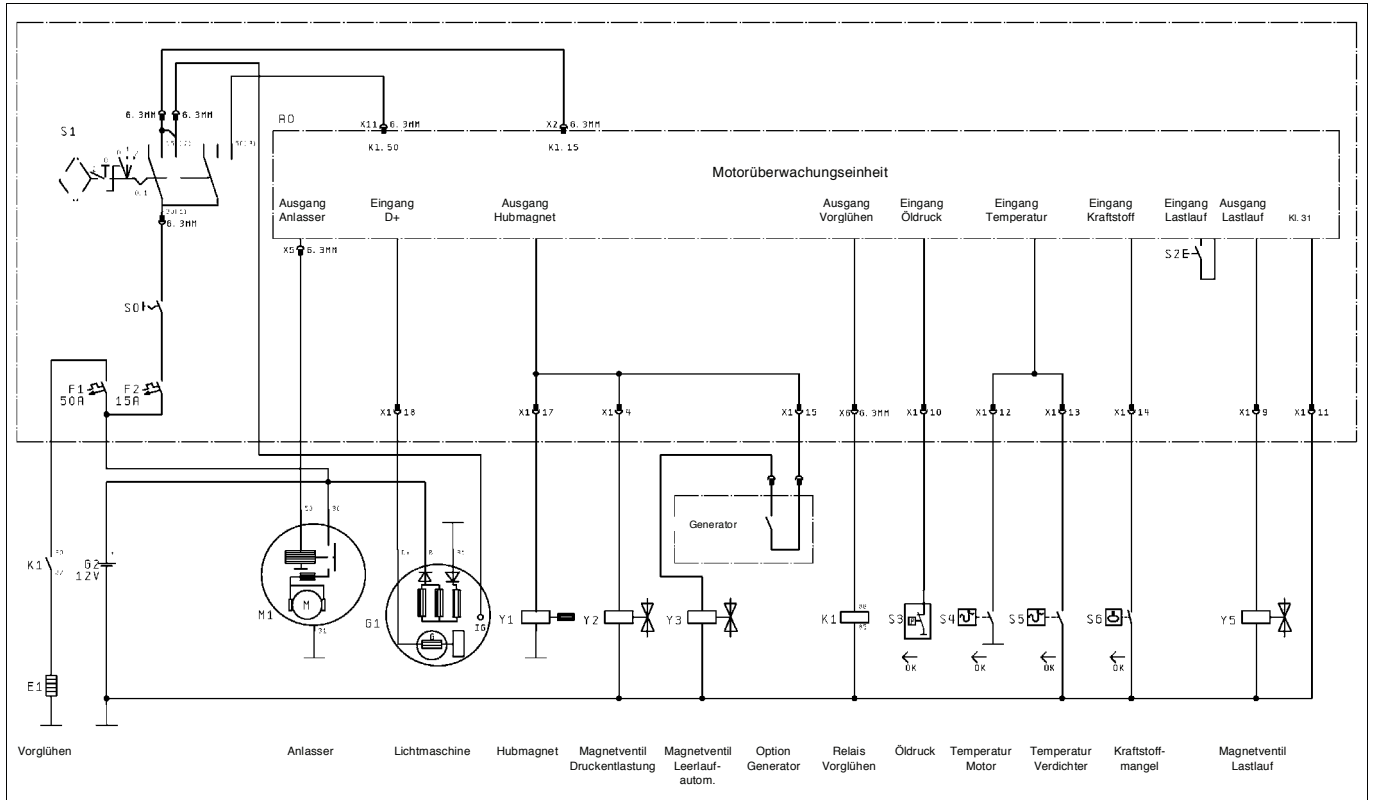 6.3MM 6.3MM
S1
A0
X11 6.3MM X2 6.3MM
Kl.50 Kl.15
Motorüberwachungseinheit
0.1
6.3MM
Ausgang Anlasser
Eingang D+
Ausgang Hubmagnet
Ausgang Vorglühen
Eingang Öldruck
Eingang Temperatur
Eingang Kraftstoff
Eingang Lastlauf
Ausgang Lastlauf
Kl. 31
X5 6.3MM
S2E
S0
F1 50A
F2 15A
X1 18
X1 17
X1 4
X1 15
X6 6.3MM
X1 10
X1 12
X1 13
X1 14
X1 9
X1 11
Generator
K1
G2 12V
M1
M
G1
G
IG
Y1
Y2
Y3
K1
S3
P
S4
S5
S6
Y5
OK
OK
OK
OK
E1
Vorglühen
Anlasser
Lichtmaschine
Hubmagnet
Magnetventil
Druckentlastung
Magnetventil
Leerlauf-
autom.
Option
Generator
Relais
Vorglühen
Öldruck
Temperatur
Motor
Temperatur
Verdichter
Kraftstoff-
mangel
Magnetventil
Lastlauf